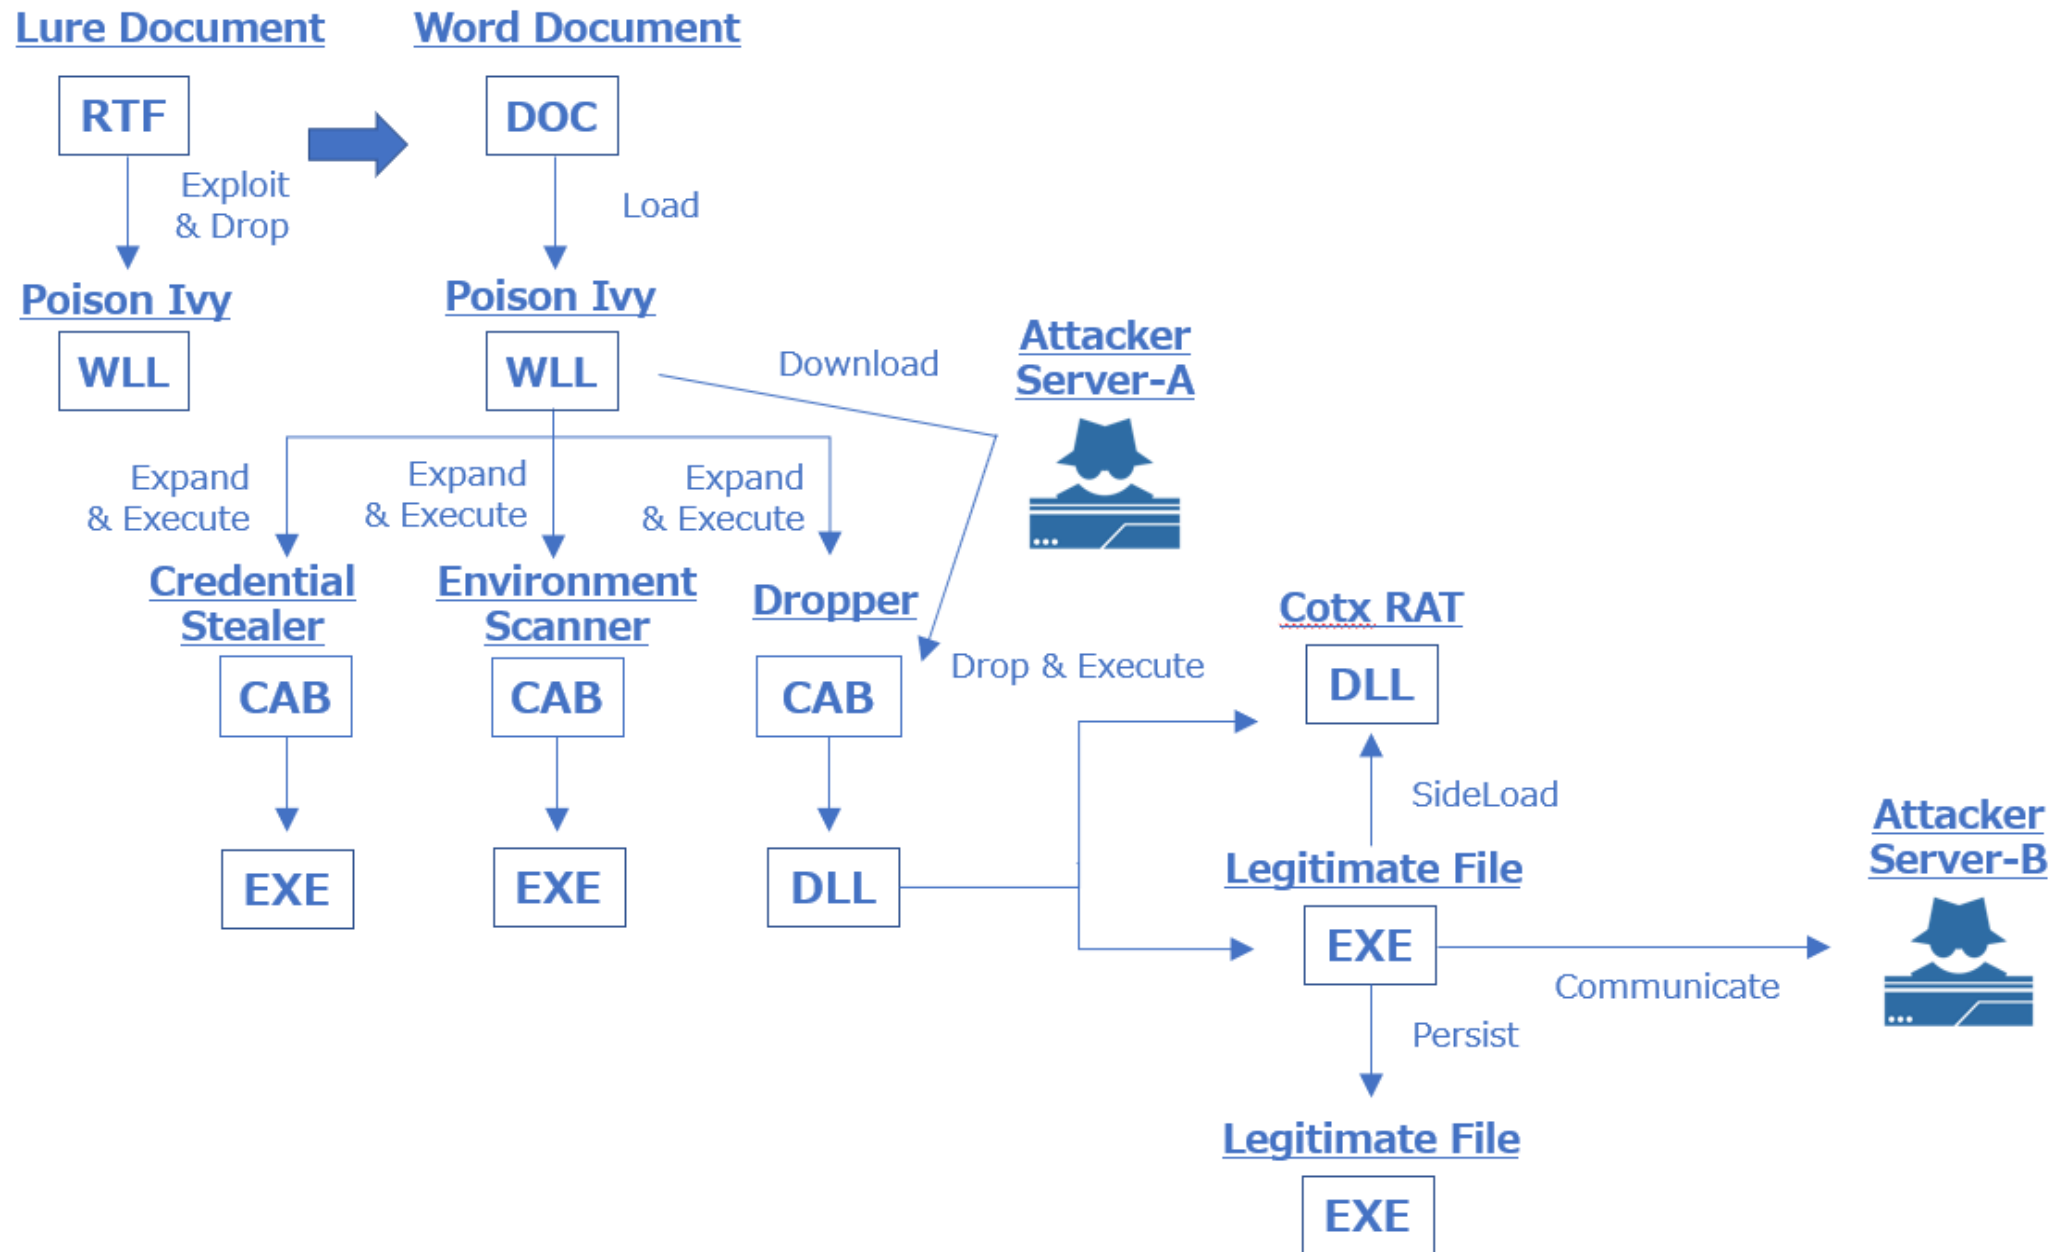 Lure Document
Word Document
RTF
DOC
Exploit
& Drop
Load
Poison Ivy
Poison Ivy
WLL
WLL
Download
Attacker
Server-A
Expand
& Execute
Expand
& Execute
Expand
& Execute
Credential
Stealer
Environment
Scanner
Dropper
CAB
CAB
CAB
Drop & Execute
Cotx RAT
DLL
SideLoad
EXE
EXE
DLL
Legitimate File
EXE
Communicate
Attacker
Server-B
Persist
Legitimate File
EXE